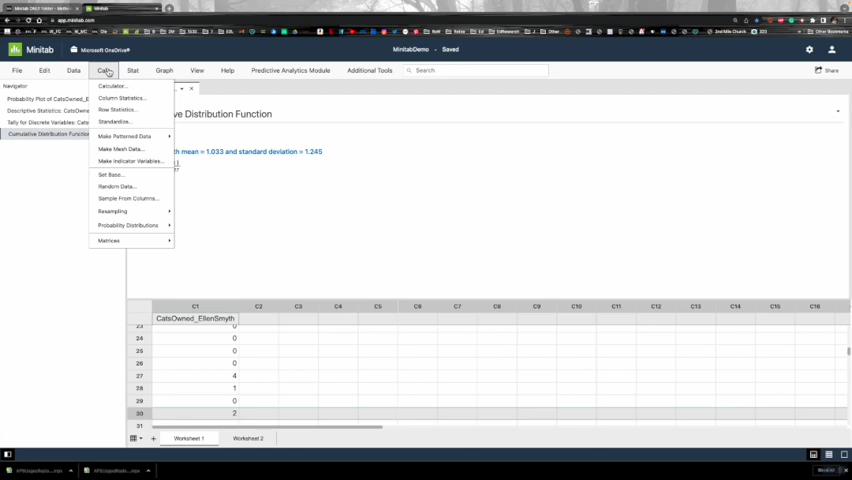 Minitab
app.minitab.com
Minitab Microsoft OneDrive® MinitabDemo - Saved
File Edit Data Stat Graph View Help Predictive Analytics Module Additional Tools Search Share
Navigator
Probability Plot of CatsOwned_E
Descriptive Statistics: CatsOwne
Tally for Discrete Variables: Cats
Cumulative Distribution Function
Calculator...
Column Statistics...
Row Statistics...
Standardize...
Make Patterned Data
Make Mesh Data...
Make Indicator Variables...
Set Base...
Random Data...
Sample From Columns...
Resampling
Probability Distributions
Matrices
ve Distribution Function
th mean = 1.033 and standard deviation = 1.245
C1 C2 C3 C4 C5 C6 C7 C8 C9 C10 C11 C12 C13 C14 C15 C16
CatsOwned_EllenSmyth
23 0
24 0
25 0
26 0
27 4
28 1
29 0
30 2
31
Worksheet 1 Worksheet 2